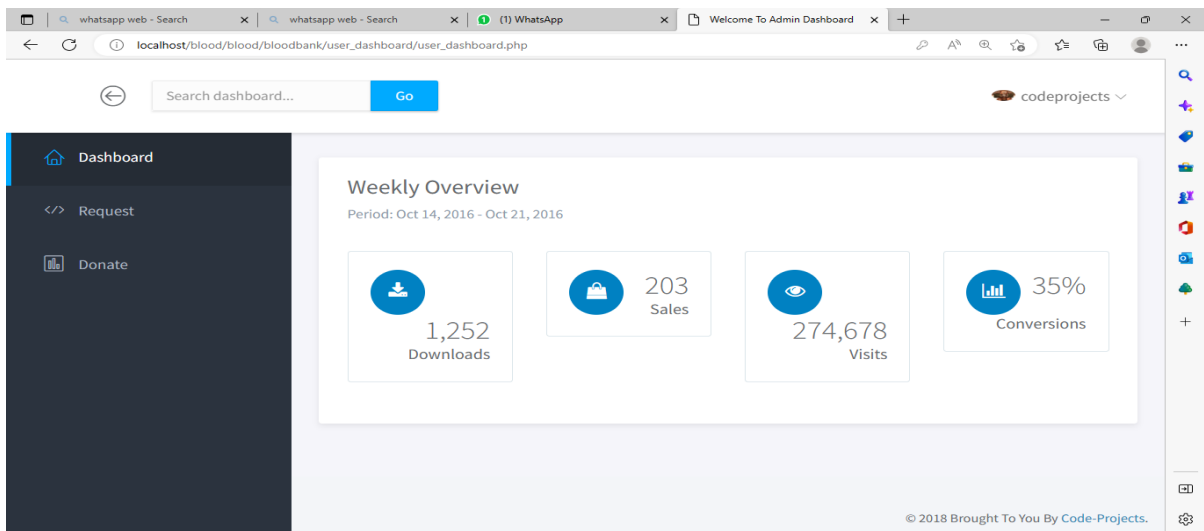 whatsapp web - Search
whatsapp web - Search
(1) WhatsApp
Welcome To Admin Dashboard
localhost/blood/blood/bloodbank/user_dashboard/user_dashboard.php
Search dashboard...
Go
codeprojects
Dashboard
Request
Donate
Weekly Overview
Period: Oct 14, 2016 - Oct 21, 2016
1,252
Downloads
203
Sales
274,678
Visits
35%
Conversions
© 2018 Brought To You By Code-Projects.